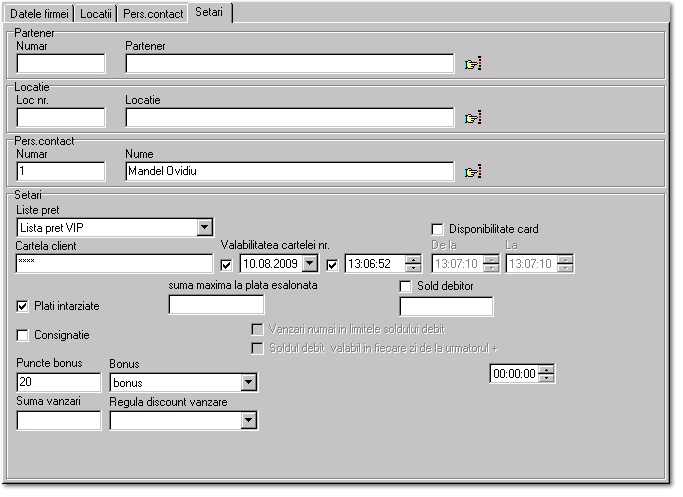 Datele firmei Locatii Pers.contact Setari
Partener
Numar Partener
Locatie
Loc nr. Locatie
Pers.contact
Numar Nume
1 Mandel Ovidiu
Setari
Liste pret
Lista pret VIP
Disponibilitate card
Cartela client Valabilitatea cartelei nr. De la La
**** 10.08.2009 13:06:52 13:07:10 13:07:10
suma maxima la plata esalonata Sold debitor
Plati intarziate
Consignatie
Vanzari numai in limitele soldului debit
Soldul debit valabil in fiecare zi de la urmatorul +
Puncte bonus Bonus
20 bonus 00:00:00
Suma vanzari Regula discount vanzare